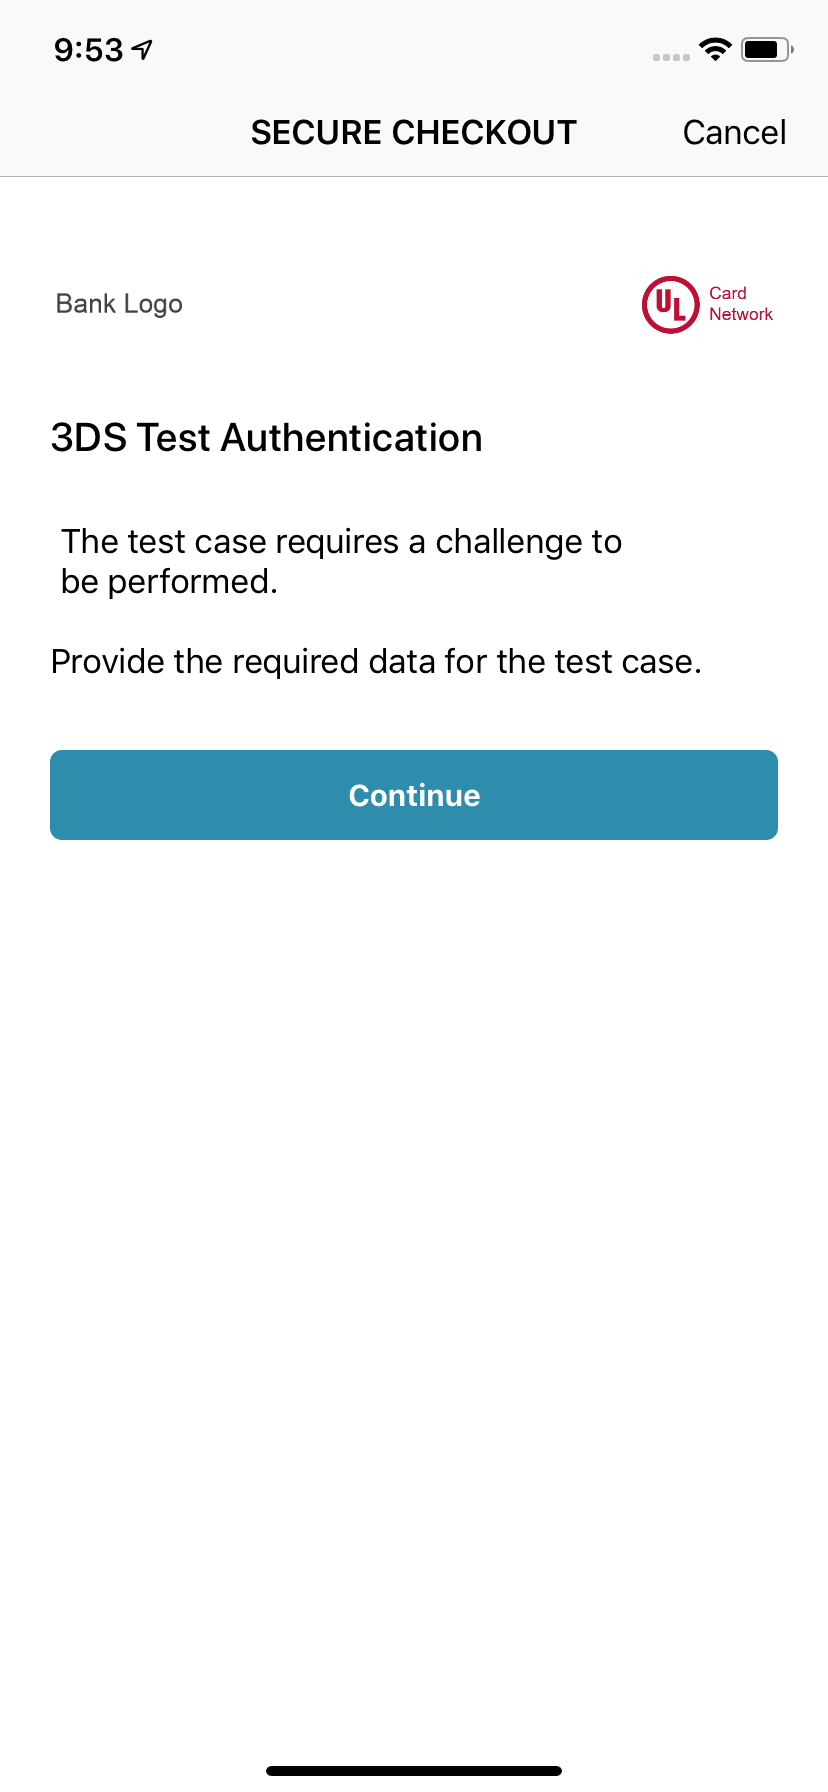 9:53
SECURE CHECKOUT
Cancel
Bank Logo
UL
Card
Network
3DS Test Authentication
The test case requires a challenge to
be performed.
Provide the required data for the test case.
Continue